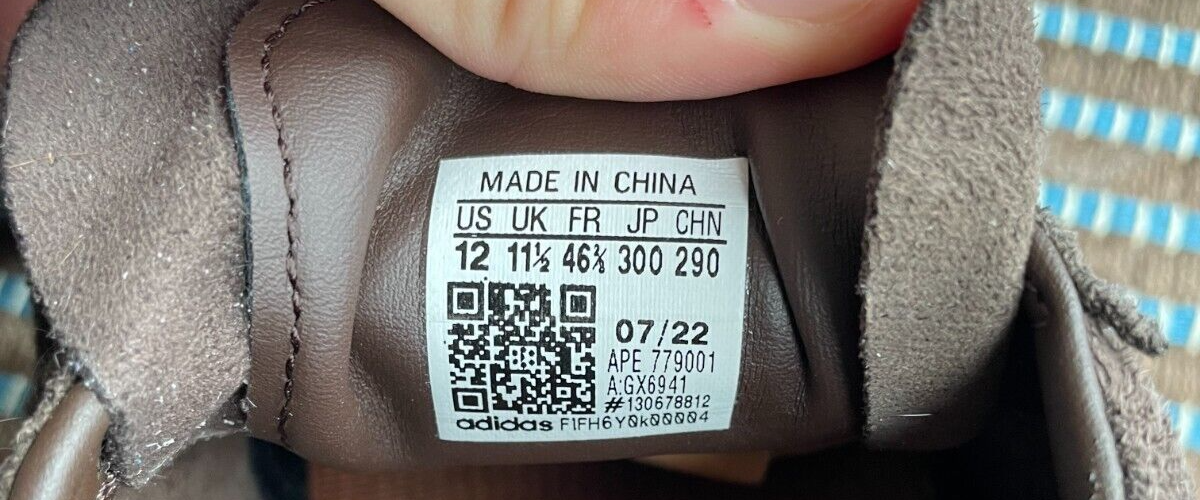 MADE IN CHINA
US UK FR JP CHN
12 11½ 46⅔ 300 290
07/22
APE 779001
A:GX6941
#130678812
adidas F1FH6Y0k00004